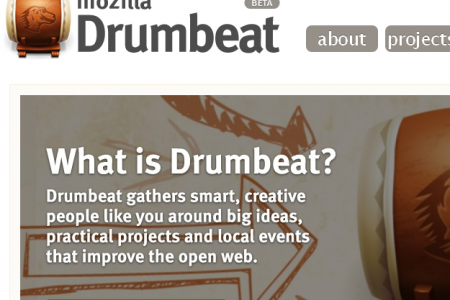 mozilla
BETA
Drumbeat
about
projects
What is Drumbeat?
Drumbeat gathers smart, creative
people like you around big ideas,
practical projects and local events
that improve the open web.